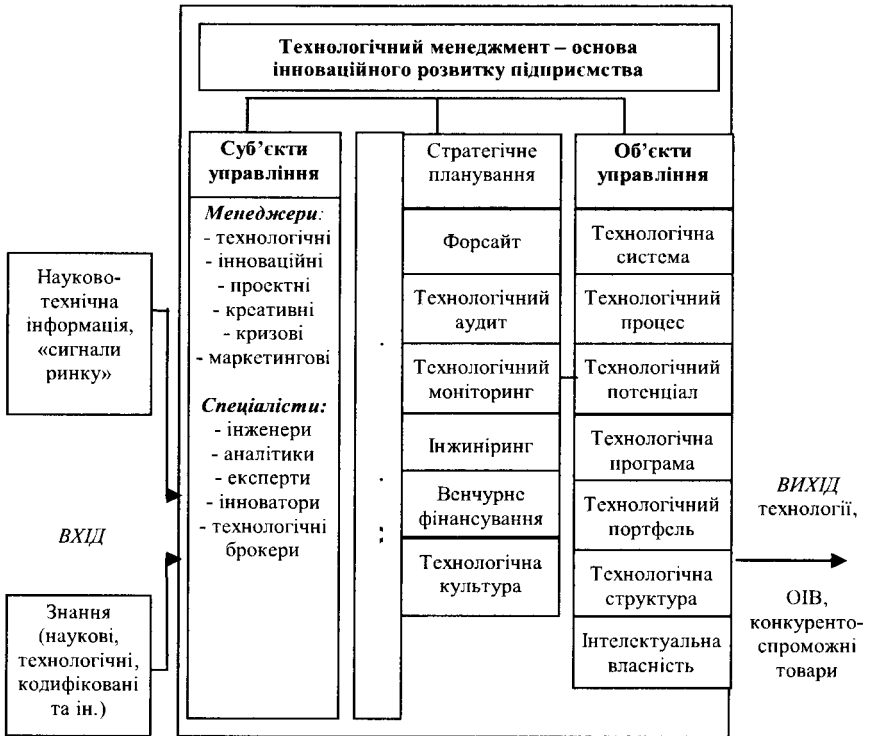 Технологічний менеджмент – основа
інноваційного розвитку підприємства
Науково-
технічна
інформація,
«сигнали
ринку»
ВХІД
Знання
(наукові,
технологічні,
кодифіковані
та ін.)
Суб’єкти
управління
Менеджери:
- технологічні
- інноваційні
- проектні
- креативні
- кризові
- маркетингові
Спеціалісти:
- інженери
- аналітики
- експерти
- інноватори
- технологічні
брокери
Стратегічне
планування
Форсайт
Технологічний
аудит
Технологічний
моніторинг
Інжиніринг
Венчурне
фінансування
Технологічна
культура
Об’єкти
управління
Технологічна
система
Технологічний
процес
Технологічний
потенціал
Технологічна
програма
Технологічний
портфель
Технологічна
структура
Інтелектуальна
власність
ВИХІД
технології,
ОІВ,
конкуренто-
спроможні
товари